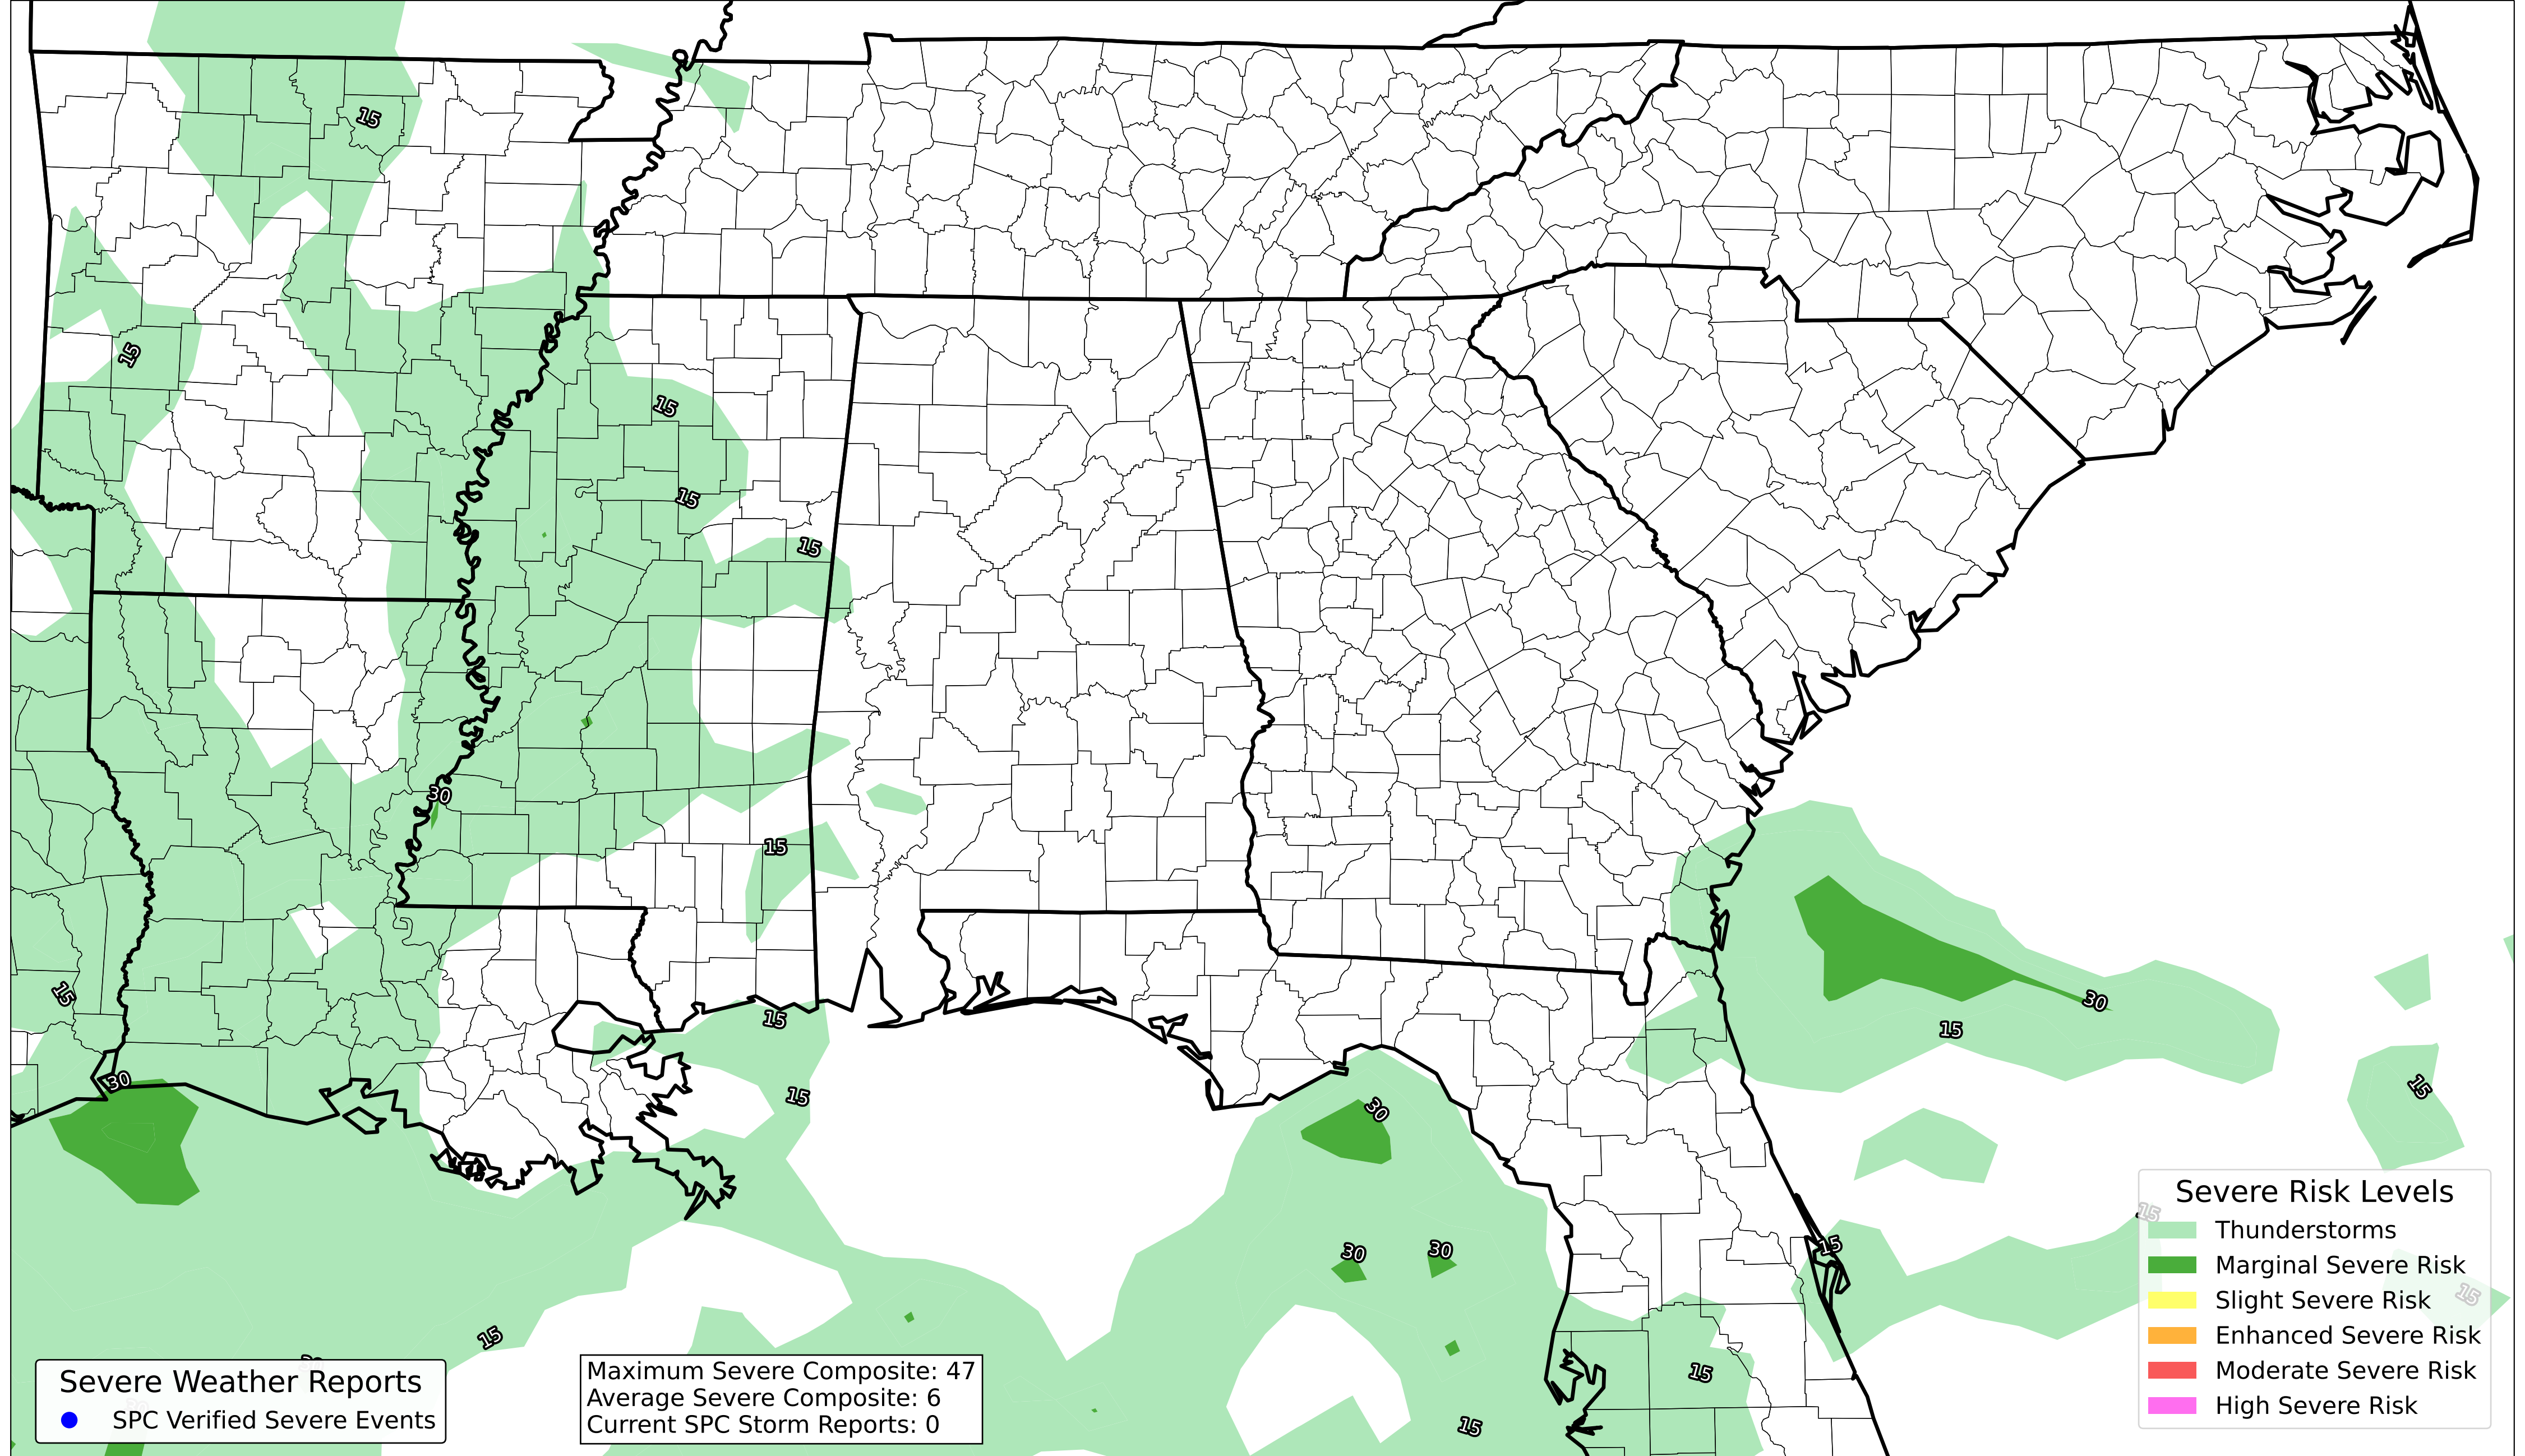 15
15
15
15
15
30
15
15
30
30
15
15
15
30
15
15
30
30
15
15
15
15
15
15
Severe Risk Levels
Thunderstorms
Marginal Severe Risk
Slight Severe Risk
Enhanced Severe Risk
Moderate Severe Risk
High Severe Risk
Severe Weather Reports
SPC Verified Severe Events
Maximum Severe Composite: 47
Average Severe Composite: 6
Current SPC Storm Reports: 0